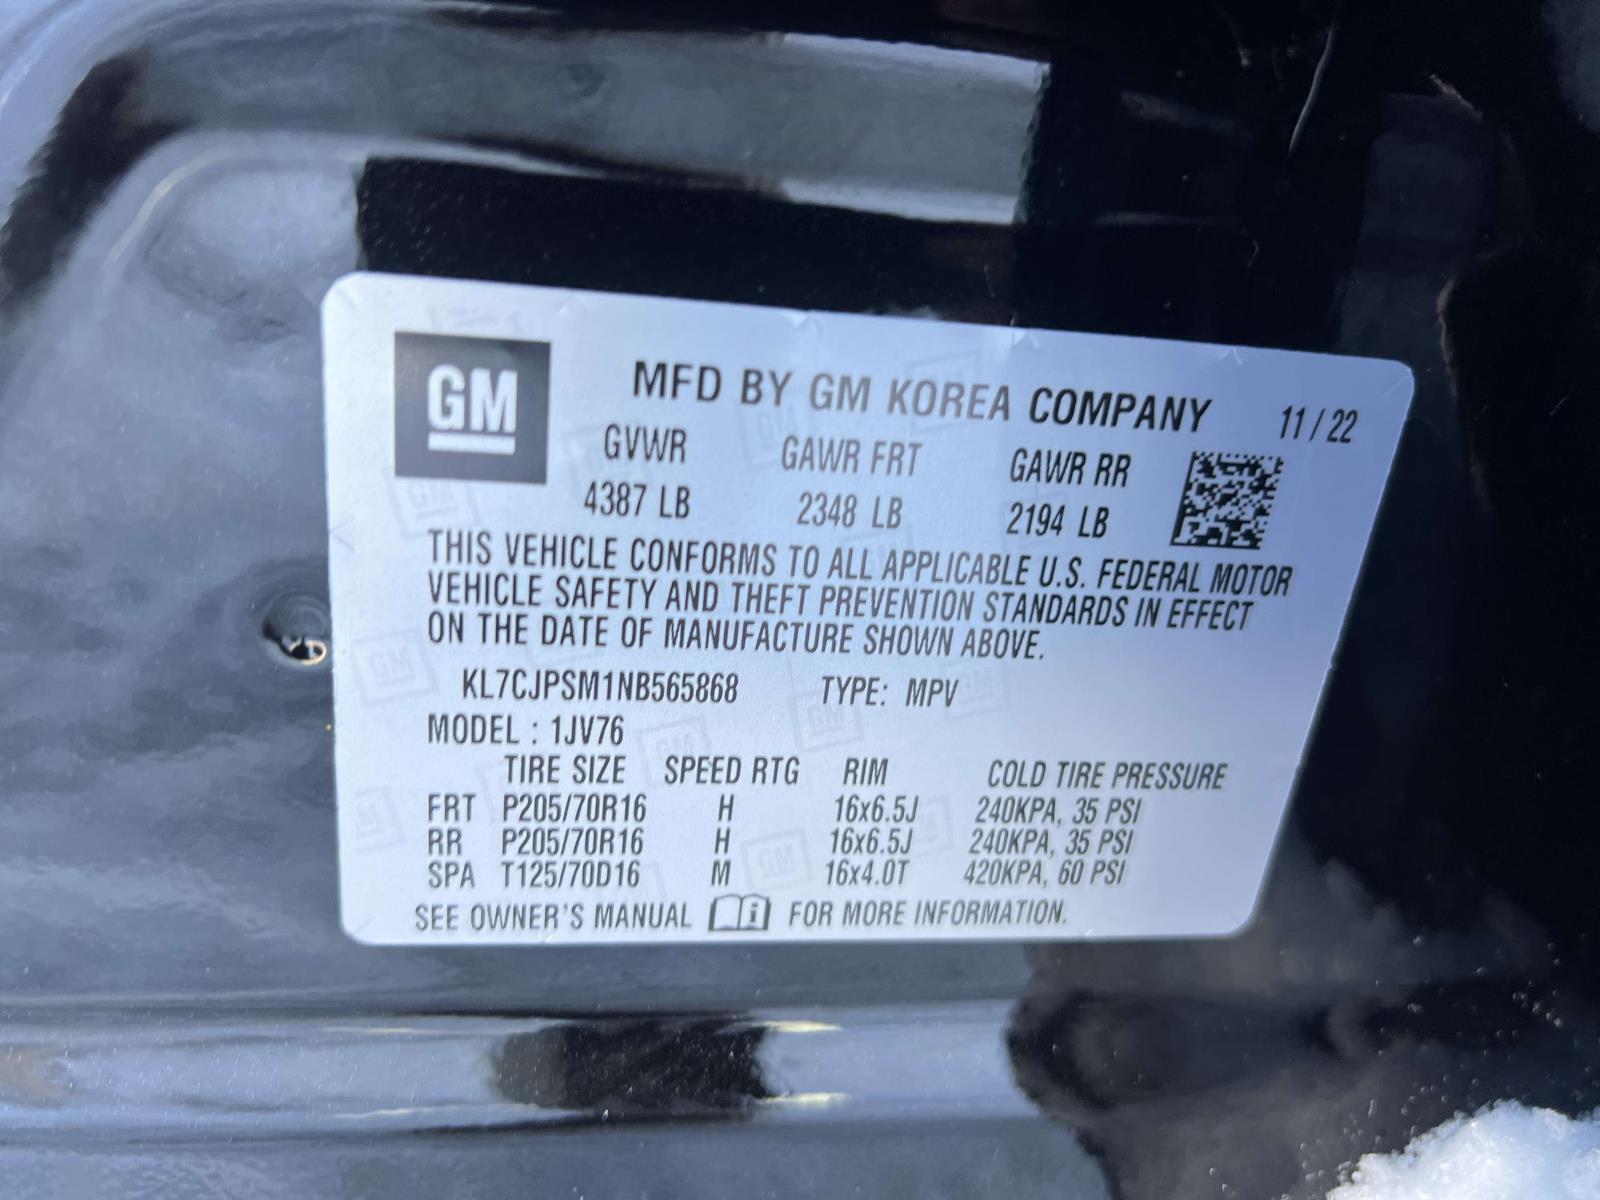 GM
MFD BY GM KOREA COMPANY 11/22
GVWR GAWR FRT GAWR RR
4387 LB 2348 LB 2194 LB
THIS VEHICLE CONFORMS TO ALL APPLICABLE U.S. FEDERAL MOTOR
VEHICLE SAFETY AND THEFT PREVENTION STANDARDS IN EFFECT
ON THE DATE OF MANUFACTURE SHOWN ABOVE.
KL7CJPSM1NB565868 TYPE: MPV
MODEL : 1JV76
TIRE SIZE SPEED RTG RIM COLD TIRE PRESSURE
FRT P205/70R16 H 16x6.5J 240KPA, 35 PSI
RR P205/70R16 H 16x6.5J 240KPA, 35 PSI
SPA T125/70D16 M 16x4.0T 420KPA, 60 PSI
SEE OWNER'S MANUAL FOR MORE INFORMATION.